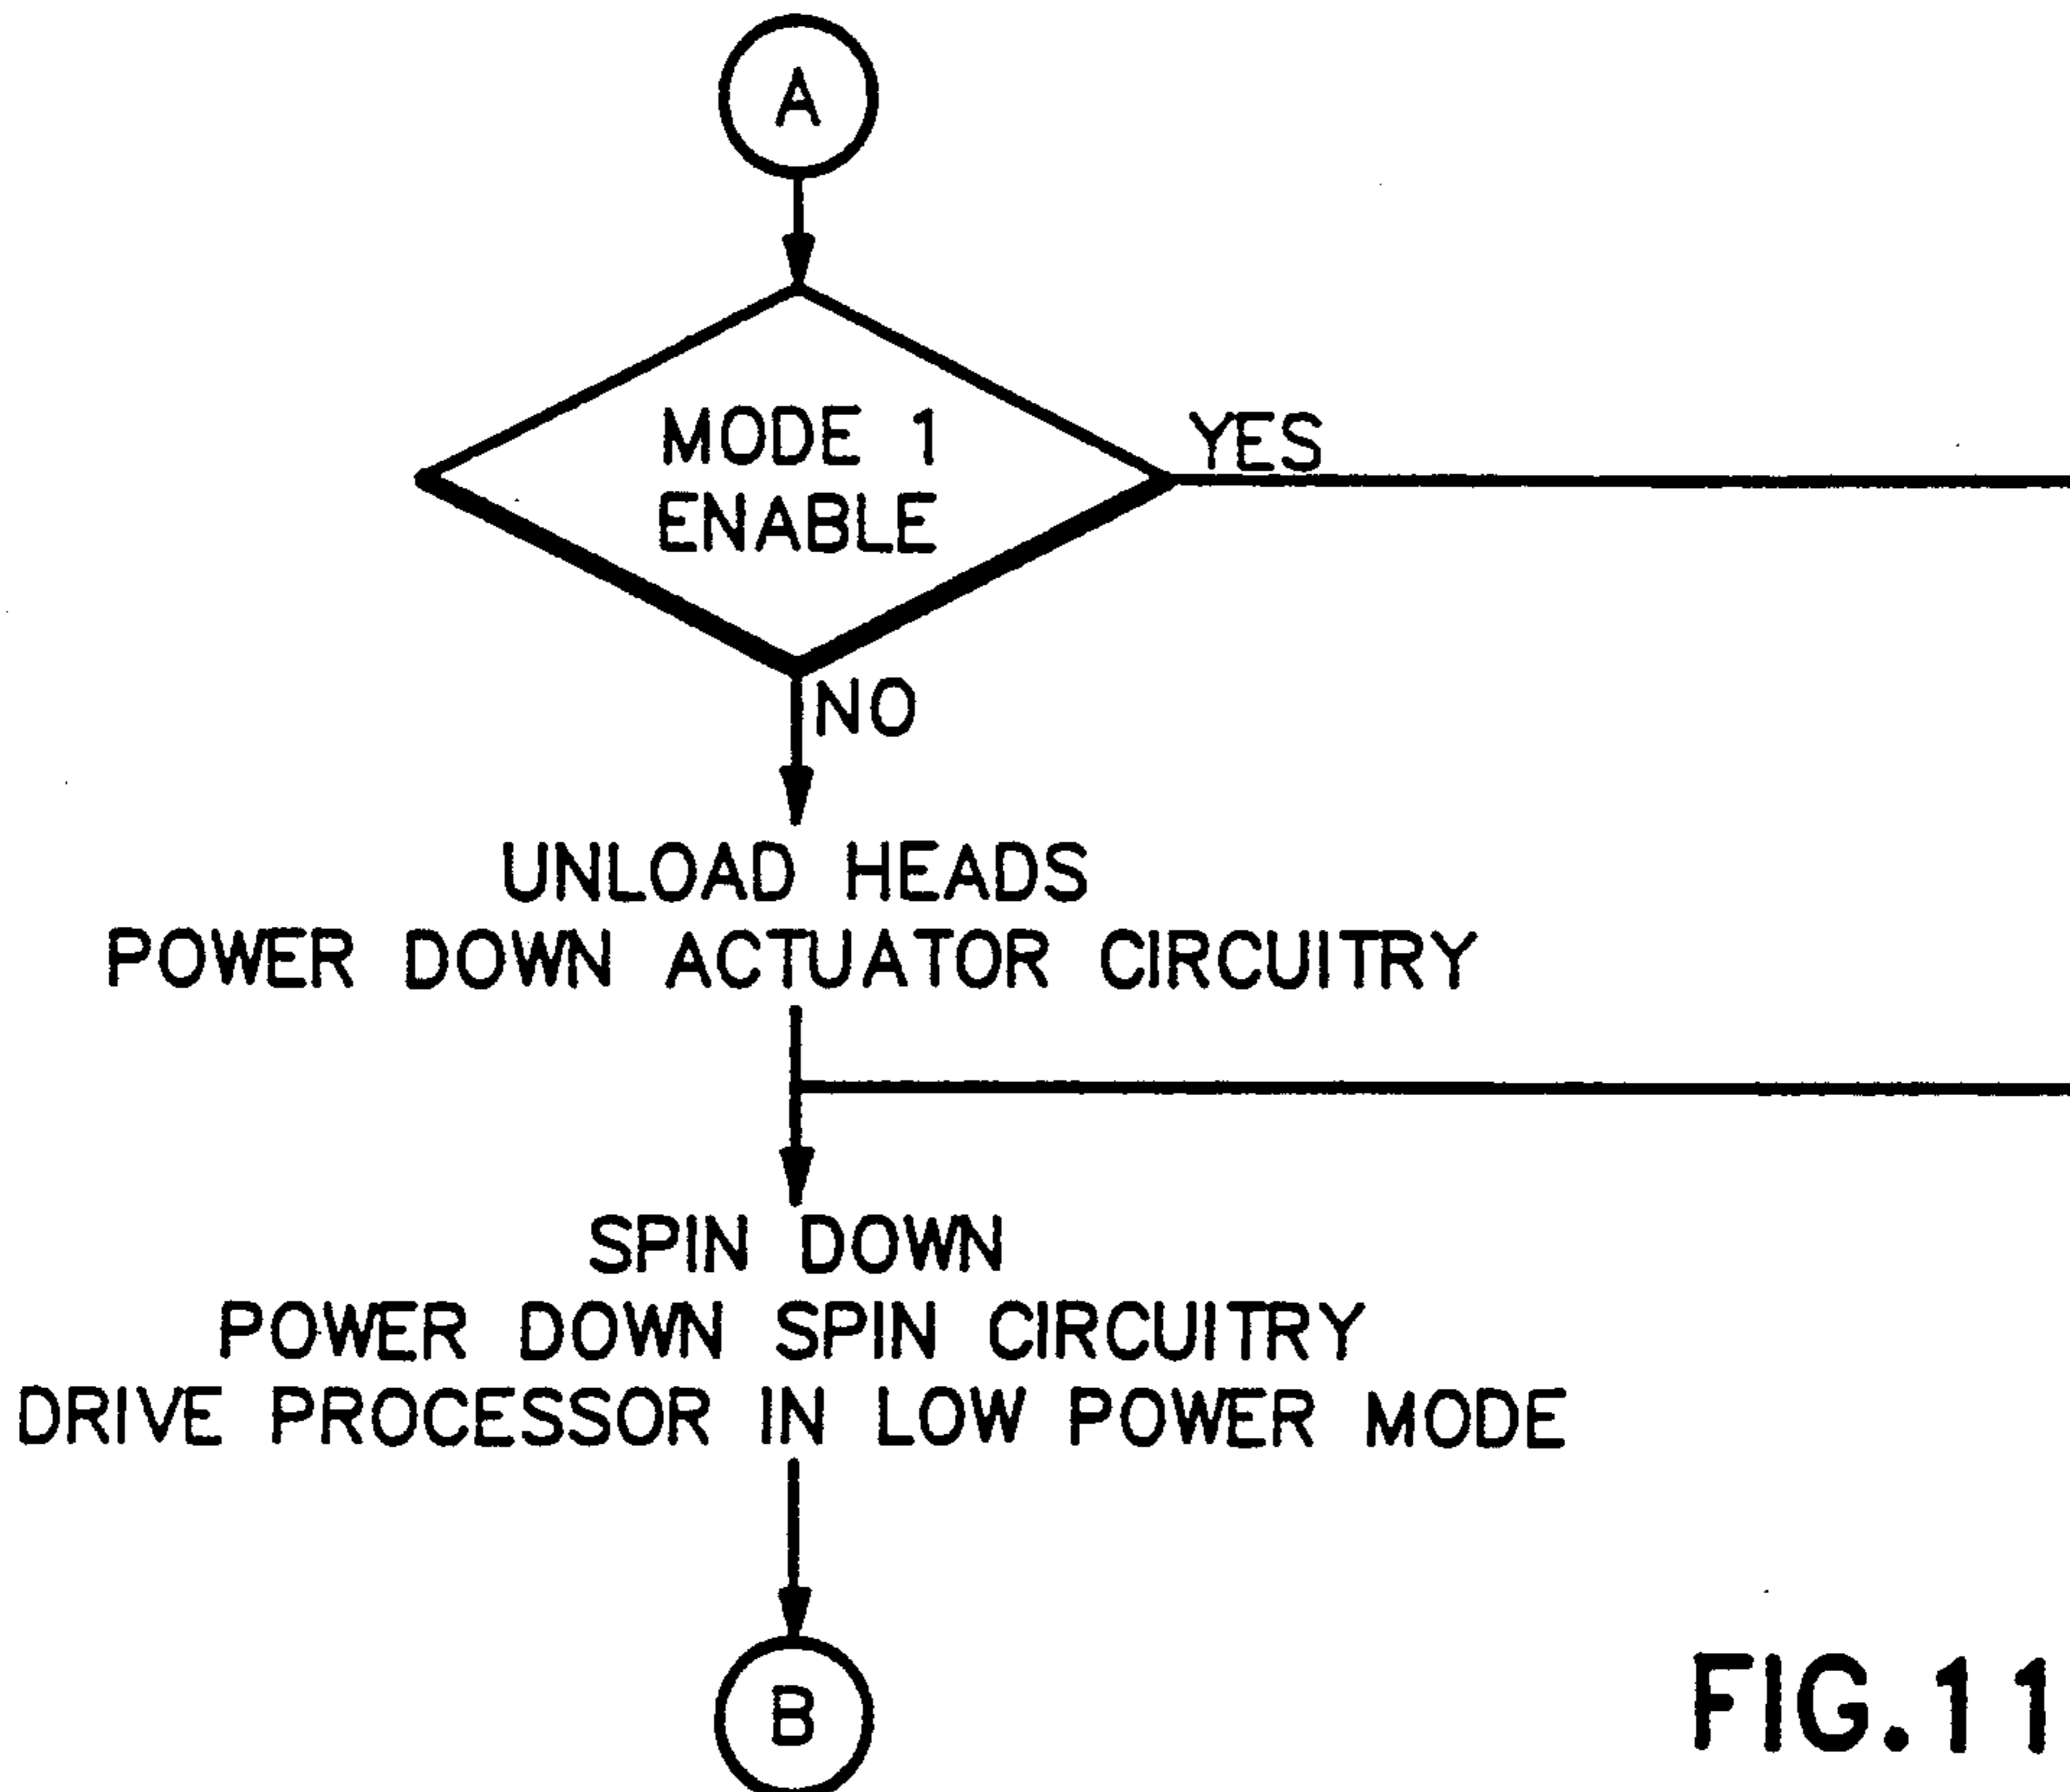 A
MODE 1
ENABLE
YES
NO
UNLOAD HEADS
POWER DOWN ACTUATOR CIRCUITRY
SPIN DOWN
POWER DOWN SPIN CIRCUITRY
DRIVE PROCESSOR IN LOW POWER MODE
B
FIG.11